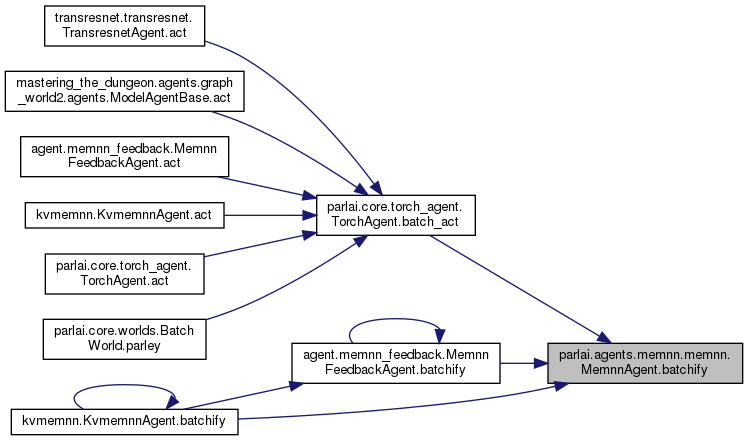 transresnet.transresnet.
TransresnetAgent.act
mastering_the_dungeon.agents.graph
_world2.agents.ModelAgentBase.act
agent.memnn_feedback.Memnn
FeedbackAgent.act
kvmemnn.KvmemnnAgent.act
parlai.core.torch_agent.
TorchAgent.act
parlai.core.worlds.Batch
World.parley
parlai.core.torch_agent.
TorchAgent.batch_act
agent.memnn_feedback.Memnn
FeedbackAgent.batchify
kvmemnn.KvmemnnAgent.batchify
parlai.agents.memnn.memnn.
MemnnAgent.batchify